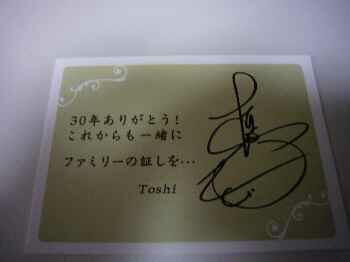 30年ありがとう!
これからも一緒に
ファミリーの証しを…
Toshi